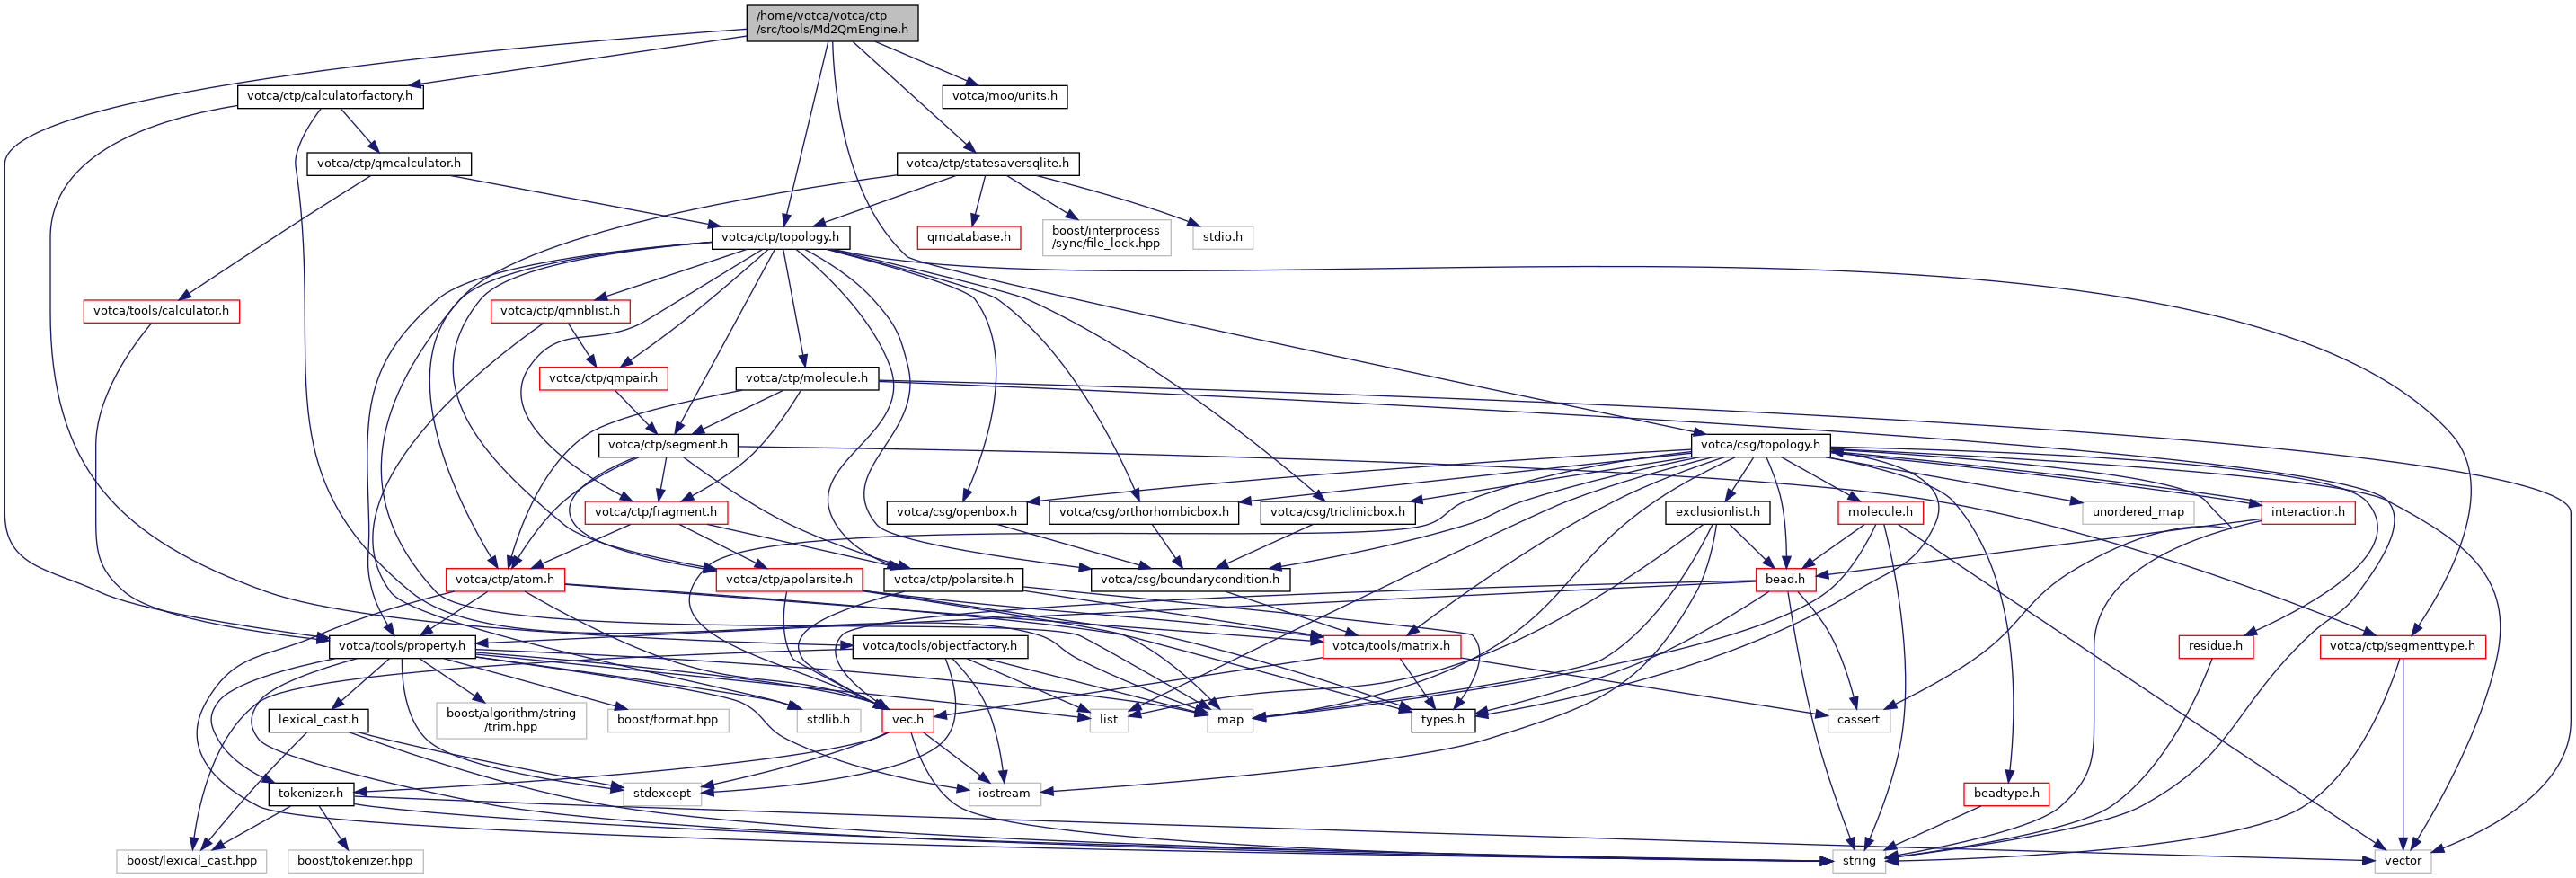 /home/votca/votca/ctp
/src/tools/Md2QmEngine.h
votca/ctp/calculatorfactory.h
votca/moo/units.h
votca/ctp/qmcalculator.h
votca/ctp/statesaversqlite.h
votca/ctp/topology.h
qmdatabase.h
boost/interprocess
/sync/file_lock.hpp
stdio.h
votca/tools/calculator.h
votca/ctp/qmnblist.h
votca/ctp/qmpair.h
votca/ctp/molecule.h
votca/ctp/segment.h
votca/csg/topology.h
votca/ctp/fragment.h
votca/csg/openbox.h
votca/csg/orthorhombicbox.h
votca/csg/triclinicbox.h
exclusionlist.h
molecule.h
unordered_map
interaction.h
votca/ctp/atom.h
votca/ctp/apolarsite.h
votca/ctp/polarsite.h
votca/csg/boundarycondition.h
bead.h
votca/tools/property.h
votca/tools/objectfactory.h
votca/tools/matrix.h
residue.h
votca/ctp/segmenttype.h
lexical_cast.h
boost/algorithm/string
/trim.hpp
boost/format.hpp
stdlib.h
vec.h
list
map
types.h
cassert
tokenizer.h
stdexcept
iostream
beadtype.h
boost/lexical_cast.hpp
boost/tokenizer.hpp
string
vector